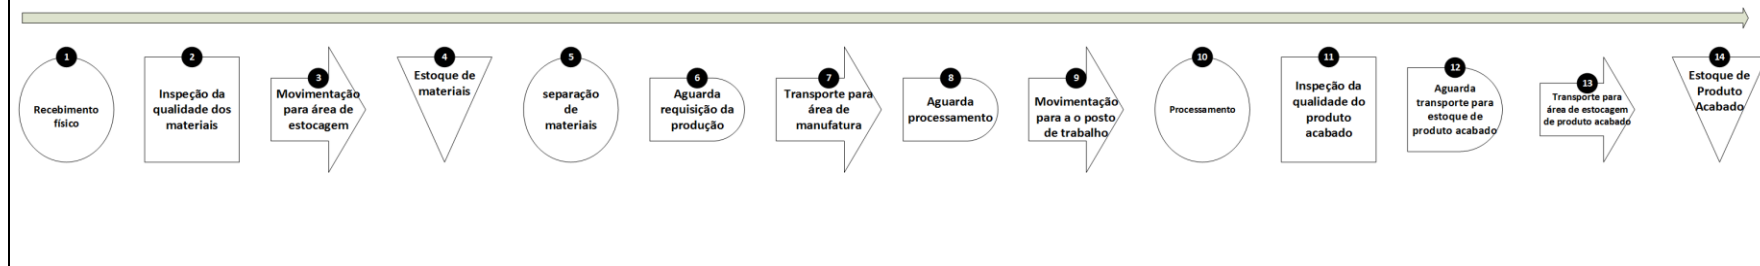 1
Recebimento
físico
2
Inspeção da
qualidade dos
materiais
3
Movimentação
para área de
estocagem
4
Estoque de
materiais
5
separação
de
materiais
6
Aguarda
requisição da
produção
7
Transporte para
área de
manufatura
8
Aguarda
processamento
9
Movimentação
para a o posto
de trabalho
10
Processamento
11
Inspeção da
qualidade do
produto
acabado
12
Aguarda
transporte para
estoque de
produto acabado
13
Transporte para
área de estocagem
de produto acabado
14
Estoque de
Produto
Acabado